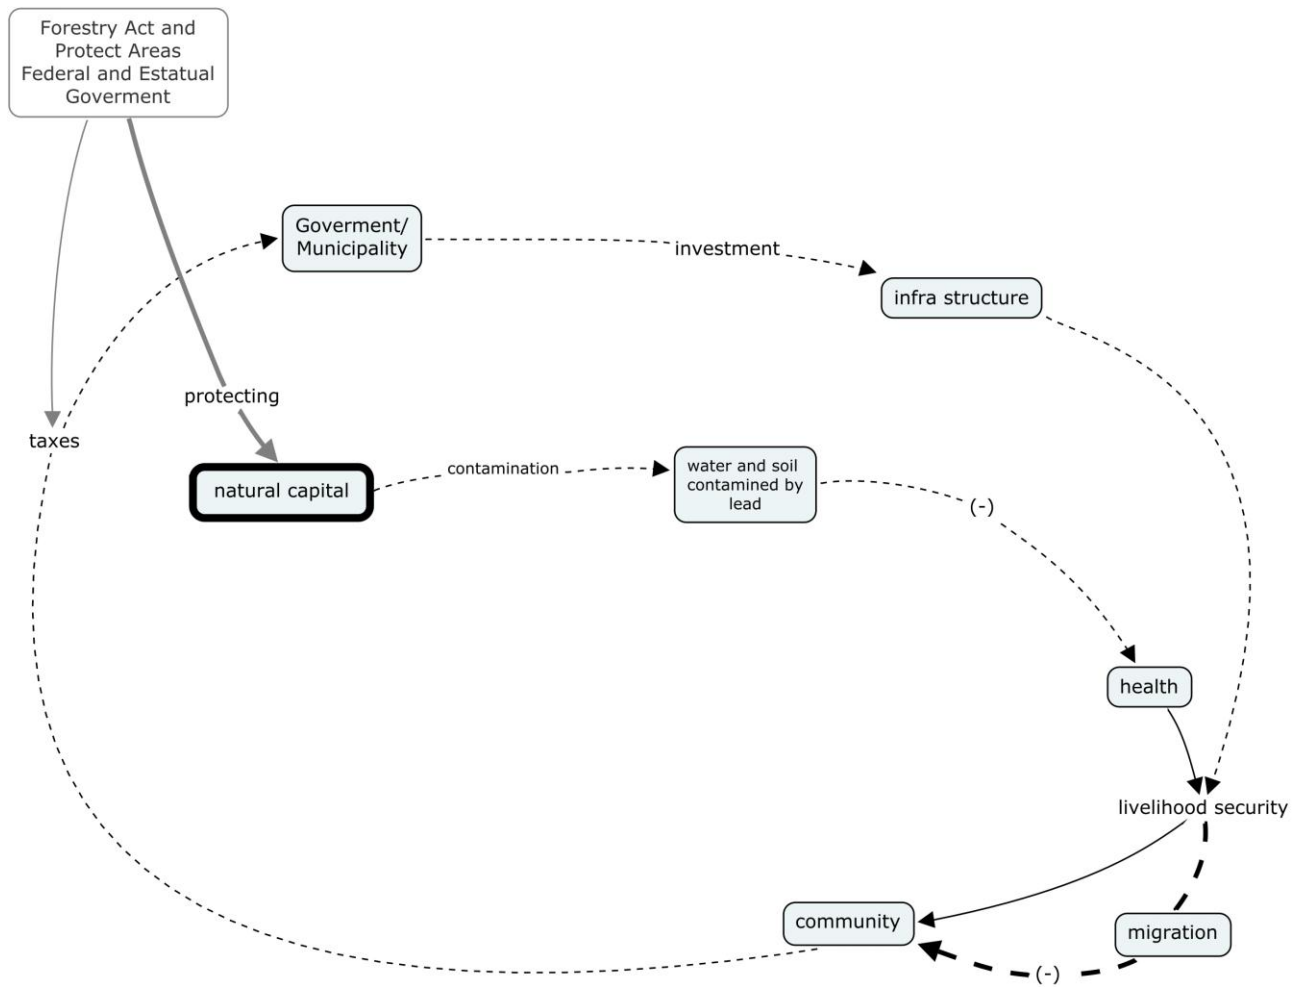 Forestry Act and
Protect Areas
Federal and Estatual
Goverment
Goverment/
Municipality
investment
infra structure
protecting
taxes
natural capital
contamination
water and soil
contamined by
lead
(-)
health
livelihood security
community
migration
(-)